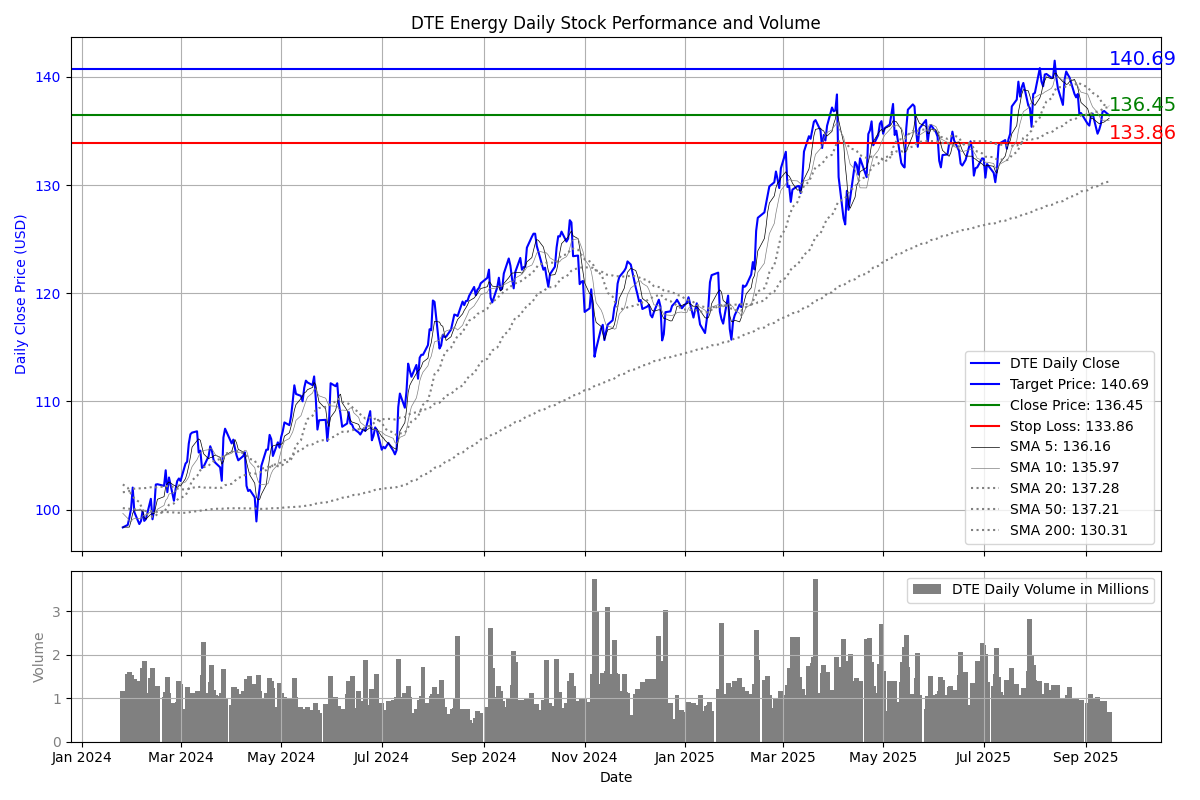 DTE Energy Daily Stock Performance and Volume
Daily Close Price (USD)
140
130
120
110
100
140.69
136.45
133.86
DTE Daily Close
Target Price: 140.69
Close Price: 136.45
Stop Loss: 133.86
SMA 5: 136.16
SMA 10: 135.97
SMA 20: 137.28
SMA 50: 137.21
SMA 200: 130.31
Volume
3
2
1
0
DTE Daily Volume in Millions
Jan 2024 Mar 2024 May 2024 Jul 2024 Sep 2024 Nov 2024 Jan 2025 Mar 2025 May 2025 Jul 2025 Sep 2025
Date